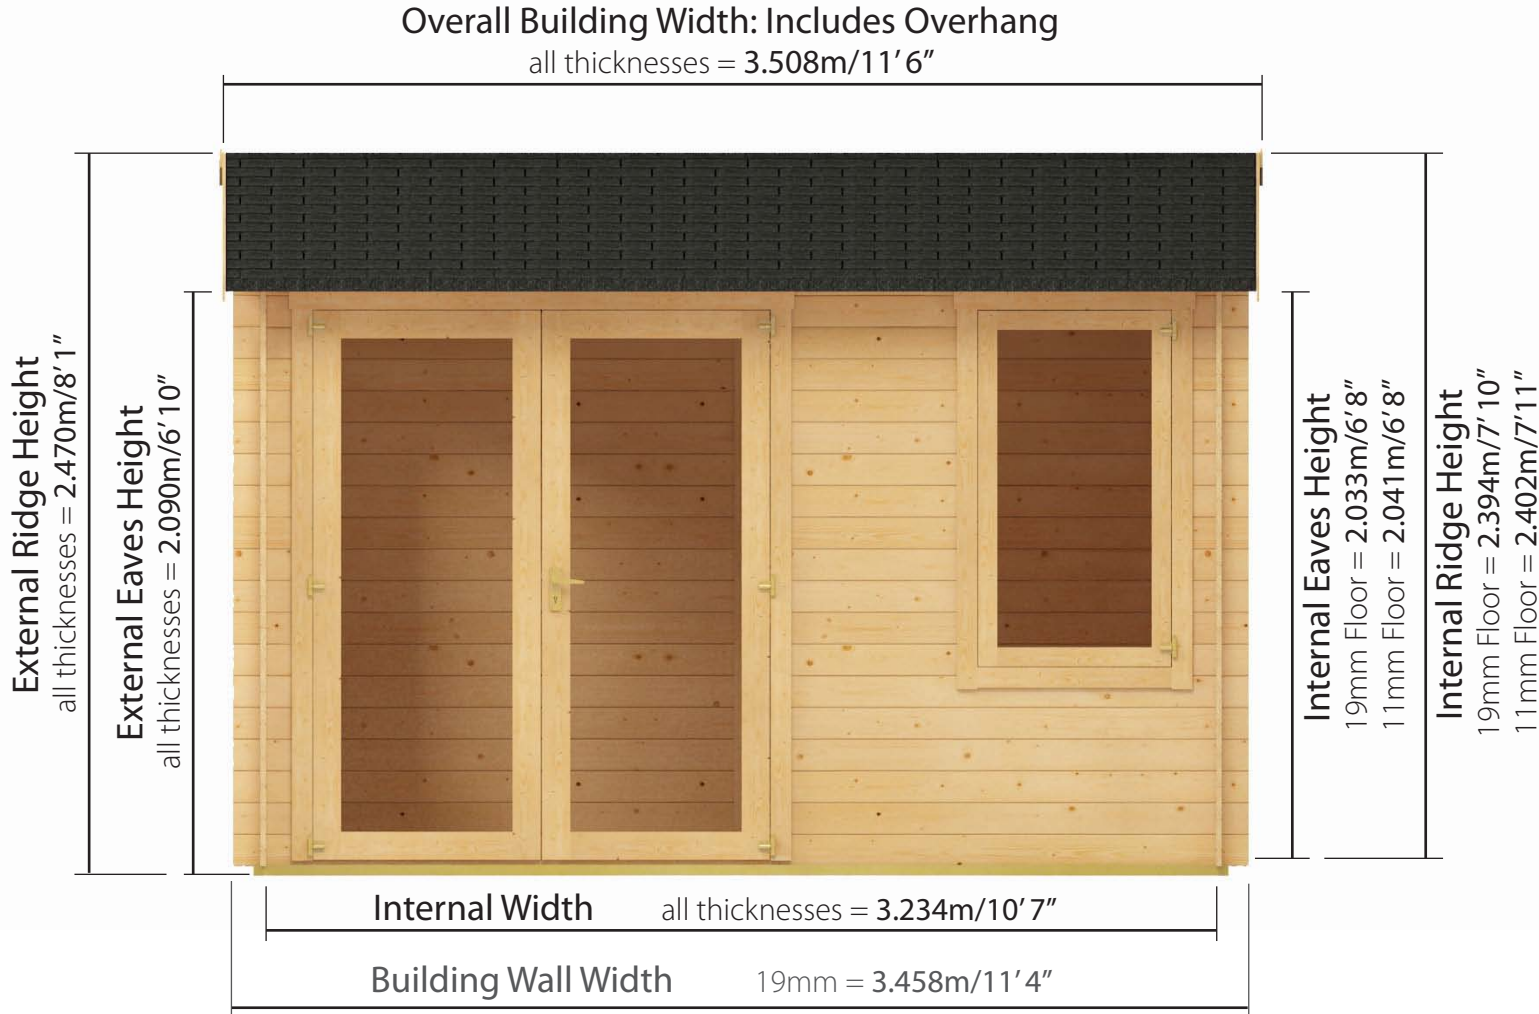 Overall Building Width: Includes Overhang
all thicknesses = 3.508m/11’ 6”
External Ridge Height
all thicknesses = 2.470m/8’ 1”
External Eaves Height
all thicknesses = 2.090m/6’ 10”
Internal Eaves Height
19mm Floor = 2.033m/6’ 8”
11mm Floor = 2.041m/6’ 8”
Internal Ridge Height
19mm Floor = 2.394m/7’ 10”
11mm Floor = 2.402m/7’11”
Internal Width all thicknesses = 3.234m/10’ 7”
Building Wall Width 19mm = 3.458m/11’ 4”